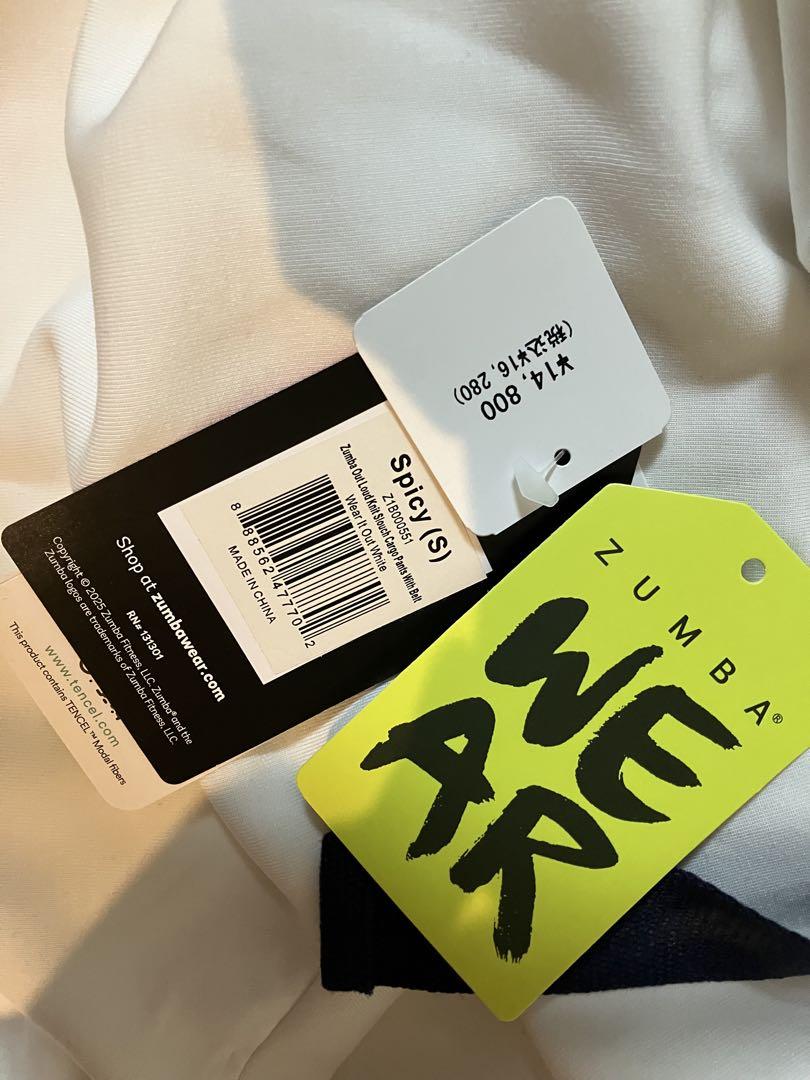 ¥14, 800
(税込¥16, 280)
Spicy (S)
Z1B000551
Zumba Out Loud Knit Slouch Cargo Pants With Belt
Wear It Out White
8 88562 47770 2
MADE IN CHINA
Shop at zumbawear.com
RN# 131301
Copyright © 2025 Zumba Fitness, LLC. Zumba® and the
Zumba logos are trademarks of Zumba Fitness, LLC.
www.tencel.com
This product contains TENCEL™ Modal fibers
ZUMBA®
WE
AR